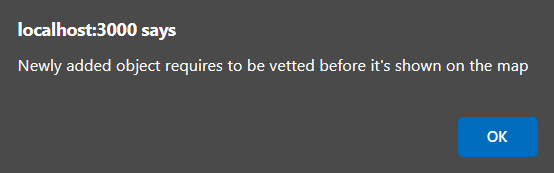 localhost:3000 says
Newly added object requires to be vetted before it's shown on the map
OK